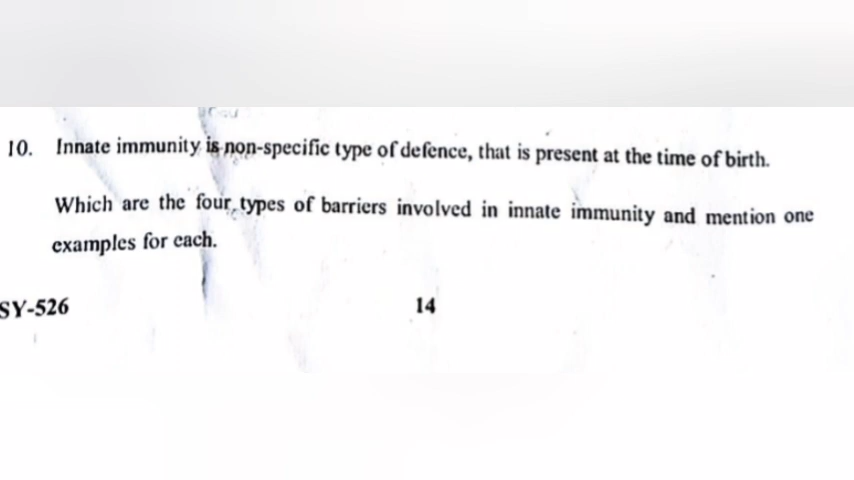 10. Innate immunity is non-specific type of defence, that is present at the time of birth.
Which are the four types of barriers involved in innate immunity and mention one
examples for each.
SY-526 14